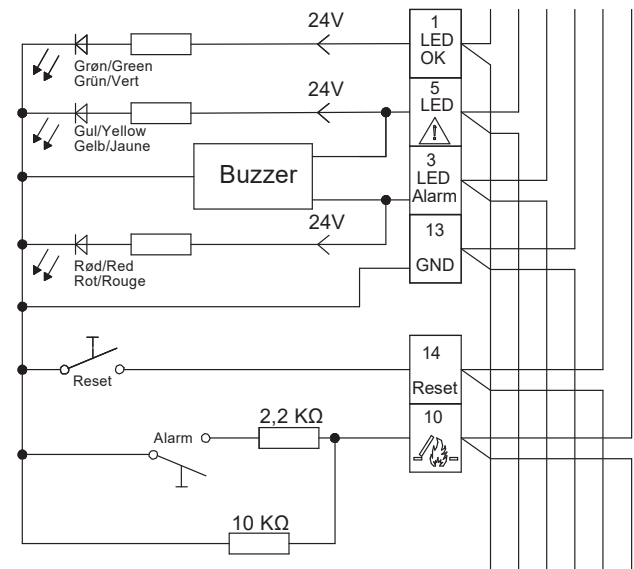 24V
1
LED
OK
Grøn/Green
Grün/Vert
24V
5
LED
Gul/Yellow
Gelb/Jaune
Buzzer
3
LED
Alarm
24V
13
GND
Rød/Red
Rot/Rouge
14
Reset
Reset
10
2,2 KΩ
Alarm
10 KΩ